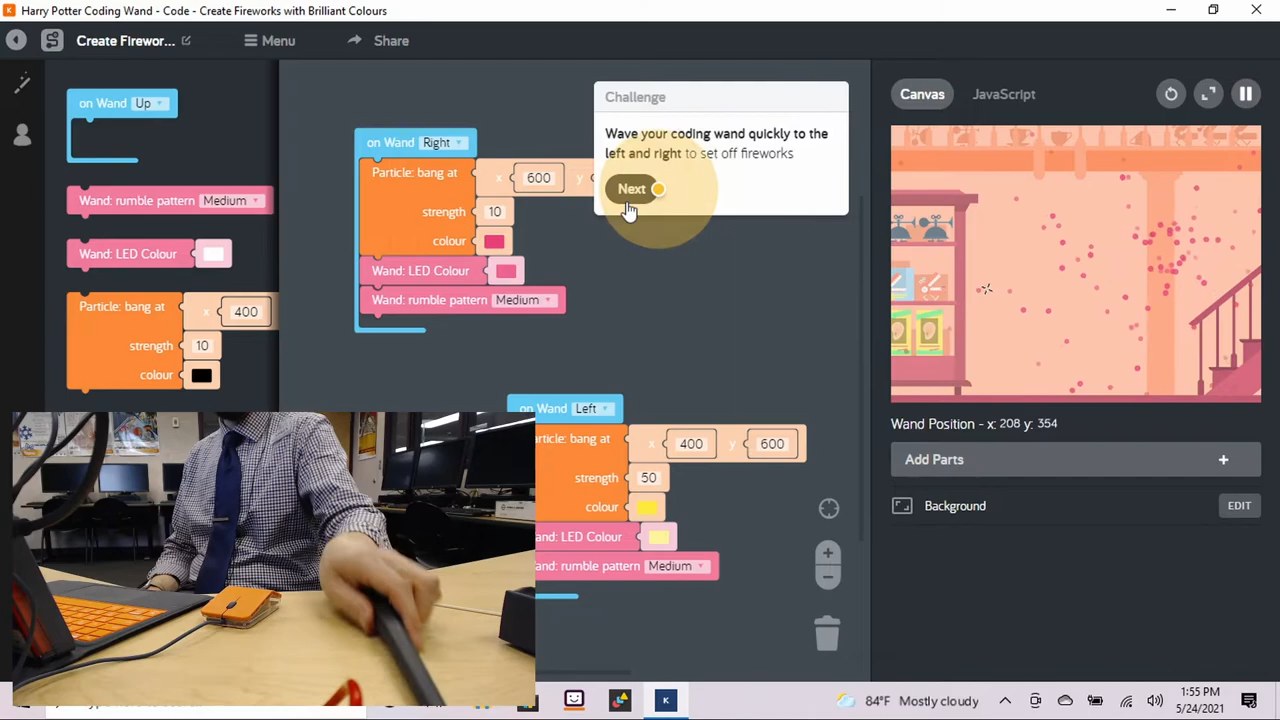 Harry Potter Coding Wand - Code - Create Fireworks with Brilliant Colours
Create Firewor...
Menu
Share
on Wand Up
Wand: rumble pattern Medium
Wand: LED Colour
Particle: bang at x 400
strength 10
colour
on Wand Right
Particle: bang at x 600 y
strength 10
colour
Wand: LED Colour
Wand: rumble pattern Medium
Challenge
Wave your coding wand quickly to the
left and right to set off fireworks
Next
on Wand Left
article: bang at x 400 y 600
strength 50
colour
and: LED Colour
and: rumble pattern Medium
Canvas
JavaScript
Wand Position - x: 208 y: 354
Add Parts +
Background
EDIT
K
84°F Mostly cloudy
1:55 PM
5/24/2021